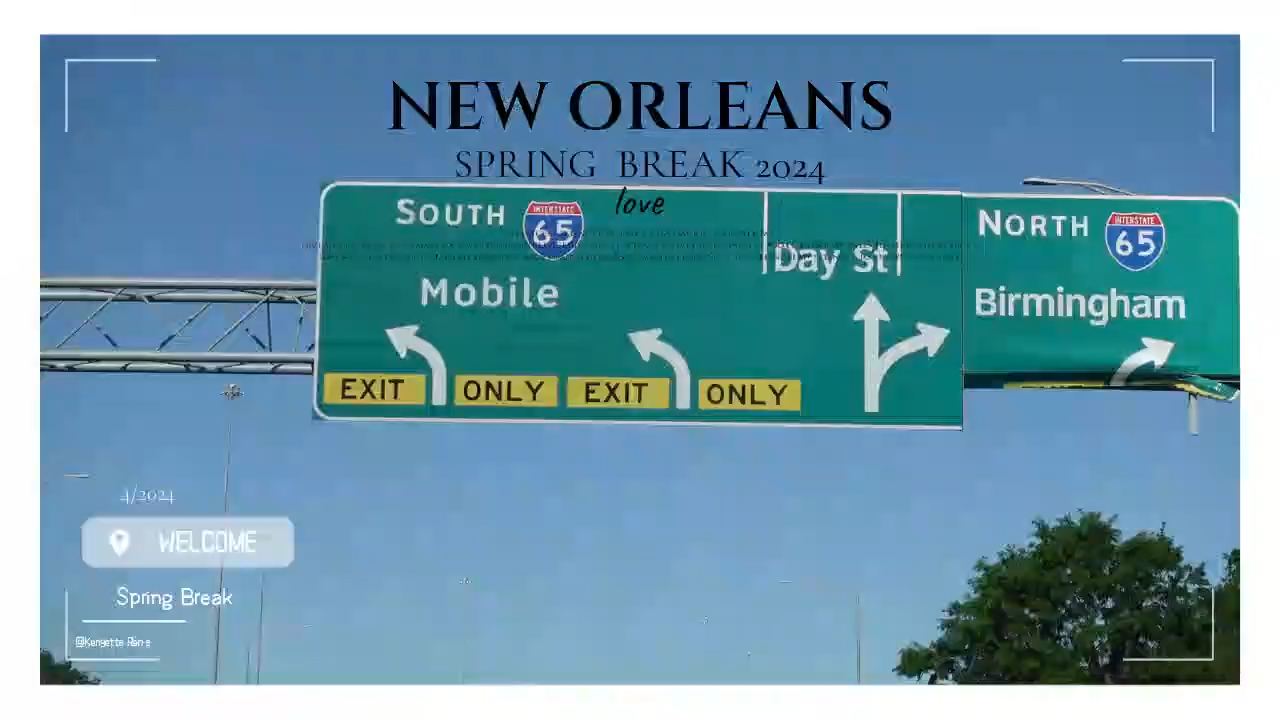 NEW ORLEANS
SPRING BREAK 2024
love
SOUTH INTERSTATE 65
Mobile
Day St
EXIT ONLY EXIT ONLY
NORTH INTERSTATE 65
Birmingham
4/2024
WELCOME
Spring Break